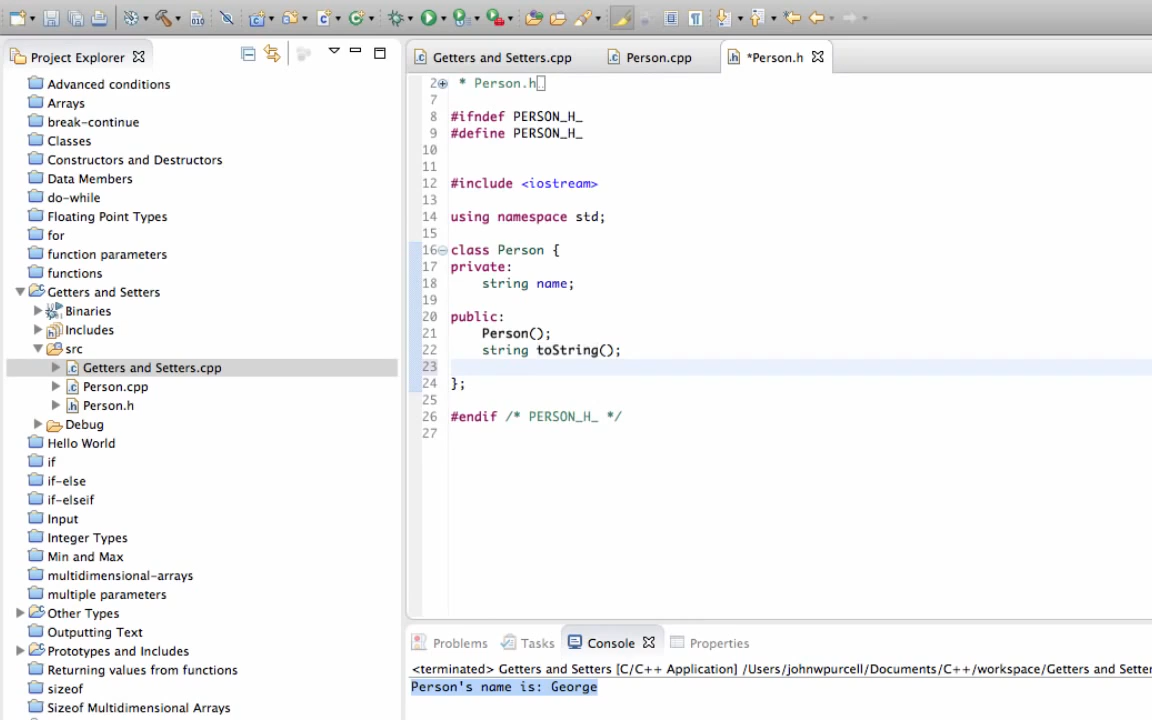 Project Explorer
Advanced conditions
Arrays
break-continue
Classes
Constructors and Destructors
Data Members
do-while
Floating Point Types
for
function parameters
functions
Getters and Setters
Binaries
Includes
src
Getters and Setters.cpp
Person.cpp
Person.h
Debug
Hello World
if
if-else
if-elseif
Input
Integer Types
Min and Max
multidimensional-arrays
multiple parameters
Other Types
Outputting Text
Prototypes and Includes
Returning values from functions
sizeof
Sizeof Multidimensional Arrays
Getters and Setters.cpp Person.cpp *Person.h
2 * Person.h
7
8 #ifndef PERSON_H_
9 #define PERSON_H_
10
11
12 #include <iostream>
13
14 using namespace std;
15
16 class Person {
17 private:
18 string name;
19
20 public:
21 Person();
22 string toString();
23
24 };
25
26 #endif /* PERSON_H_ */
27
Problems Tasks Console Properties
<terminated> Getters and Setters [C/C++ Application] /Users/johnwpurcell/Documents/C++/workspace/Getters and Setter
Person's name is: George